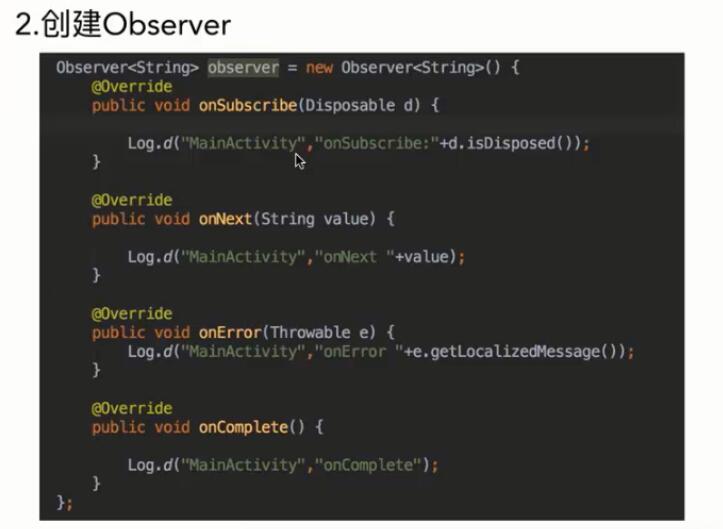 2.创建Observer
Observer<String> observer = new Observer<String>() {
@Override
public void onSubscribe(Disposable d) {
Log.d("MainActivity","onSubscribe:"+d.isDisposed());
}
@Override
public void onNext(String value) {
Log.d("MainActivity","onNext "+value);
}
@Override
public void onError(Throwable e) {
Log.d("MainActivity","onError "+e.getLocalizedMessage());
}
@Override
public void onComplete() {
Log.d("MainActivity","onComplete");
}
};